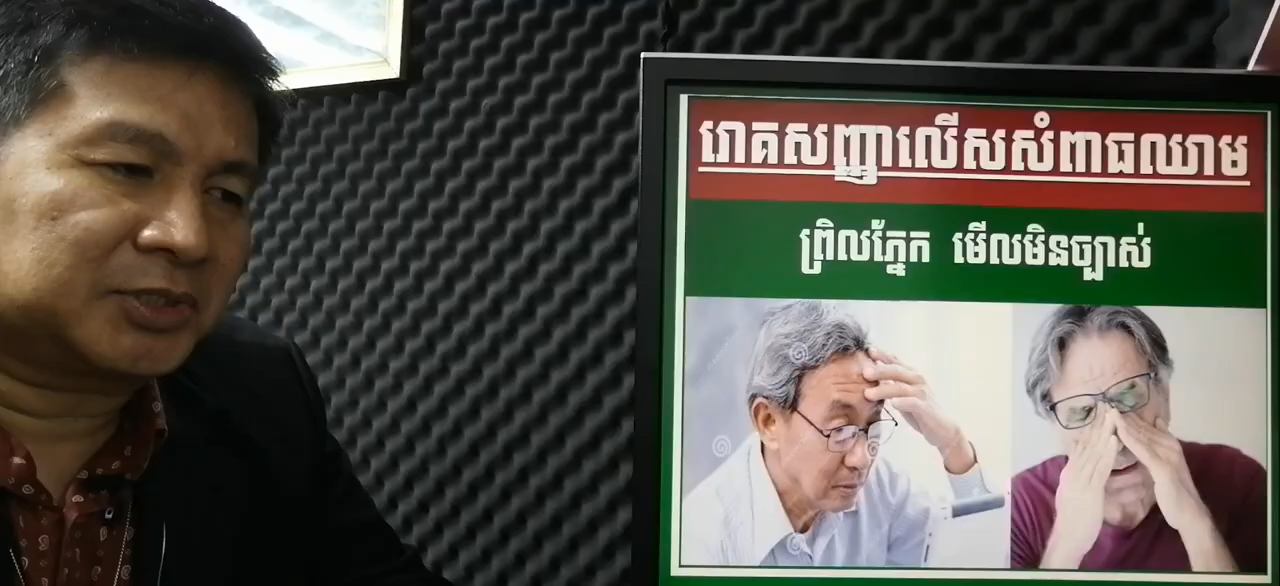 រោគសញ្ញាលើសសំពាធឈាម
ព្រិលភ្នែក មើលមិនច្បាស់